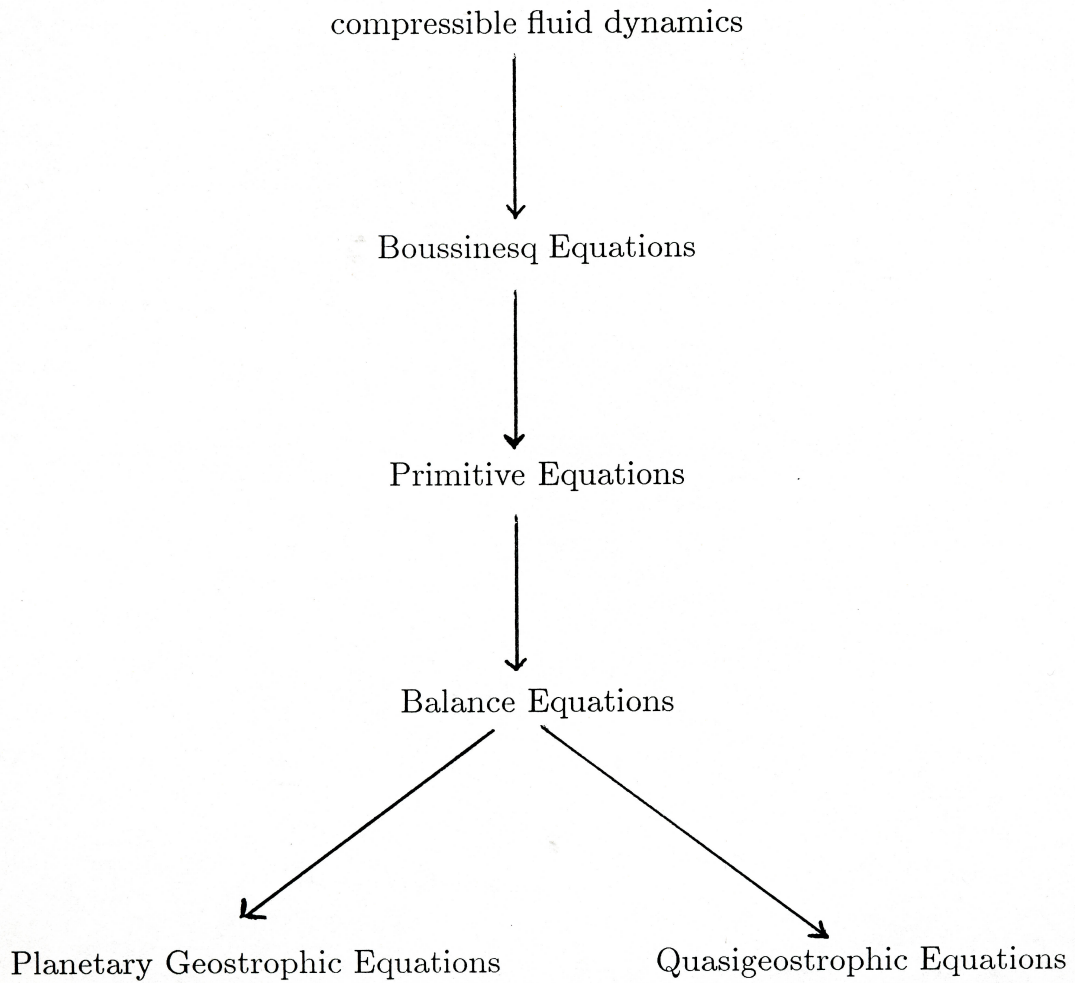 compressible fluid dynamics
Boussinesq Equations
Primitive Equations
Balance Equations
Planetary Geostrophic Equations
Quasigeostrophic Equations